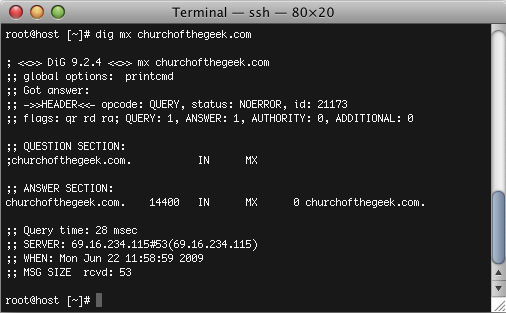 Terminal — ssh — 80×20
root@host [~]# dig mx churchofthegeek.com
; <<>> DiG 9.2.4 <<>> mx churchofthegeek.com
;; global options:  printcmd
;; Got answer:
;; ->>HEADER<<- opcode: QUERY, status: NOERROR, id: 21173
;; flags: qr rd ra; QUERY: 1, ANSWER: 1, AUTHORITY: 0, ADDITIONAL: 0
;; QUESTION SECTION:
;churchofthegeek.com.           IN      MX
;; ANSWER SECTION:
churchofthegeek.com.    14400   IN      MX      0 churchofthegeek.com.
;; Query time: 28 msec
;; SERVER: 69.16.234.115#53(69.16.234.115)
;; WHEN: Mon Jun 22 11:58:59 2009
;; MSG SIZE  rcvd: 53
root@host [~]#